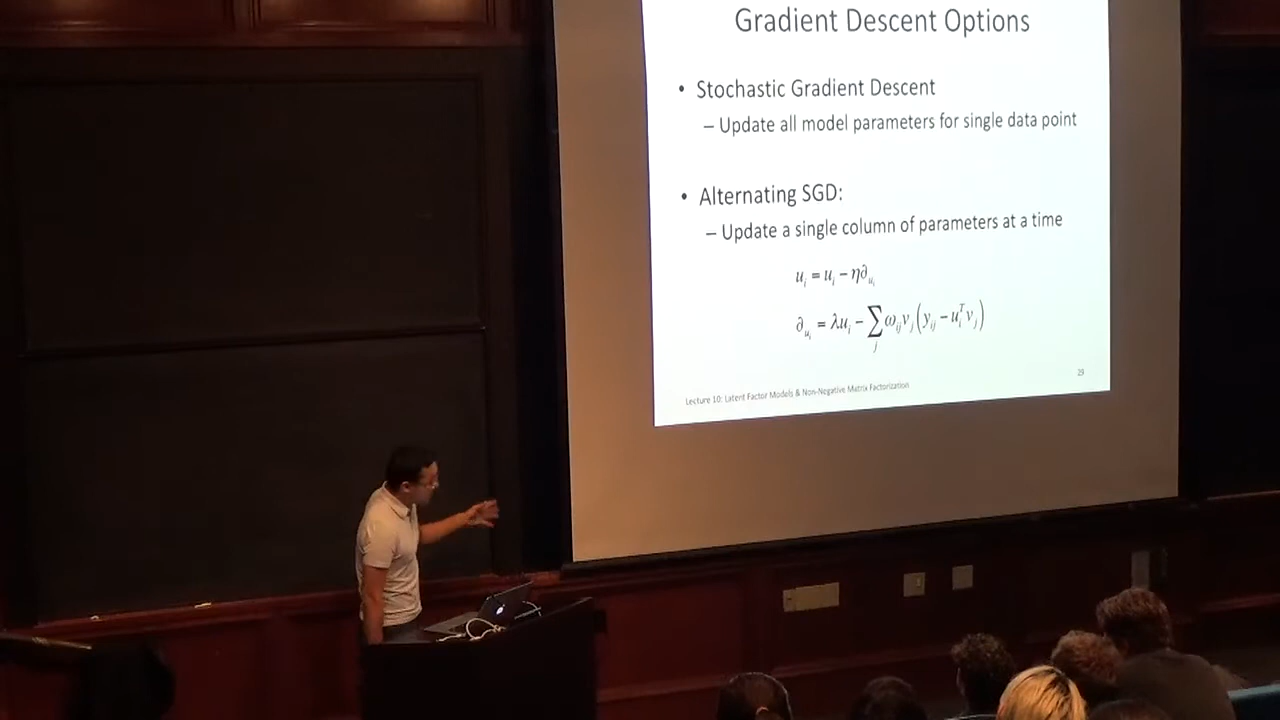 Gradient Descent Options
• Stochastic Gradient Descent
– Update all model parameters for single data point
• Alternating SGD:
– Update a single column of parameters at a time
u_i = u_i − η∂_{u_i}
∂_{u_i} = λu_i − ∑_j ω_{ij}v_j(y_{ij} − u_i^T v_j)
29
Lecture 10: Latent Factor Models & Non-Negative Matrix Factorization